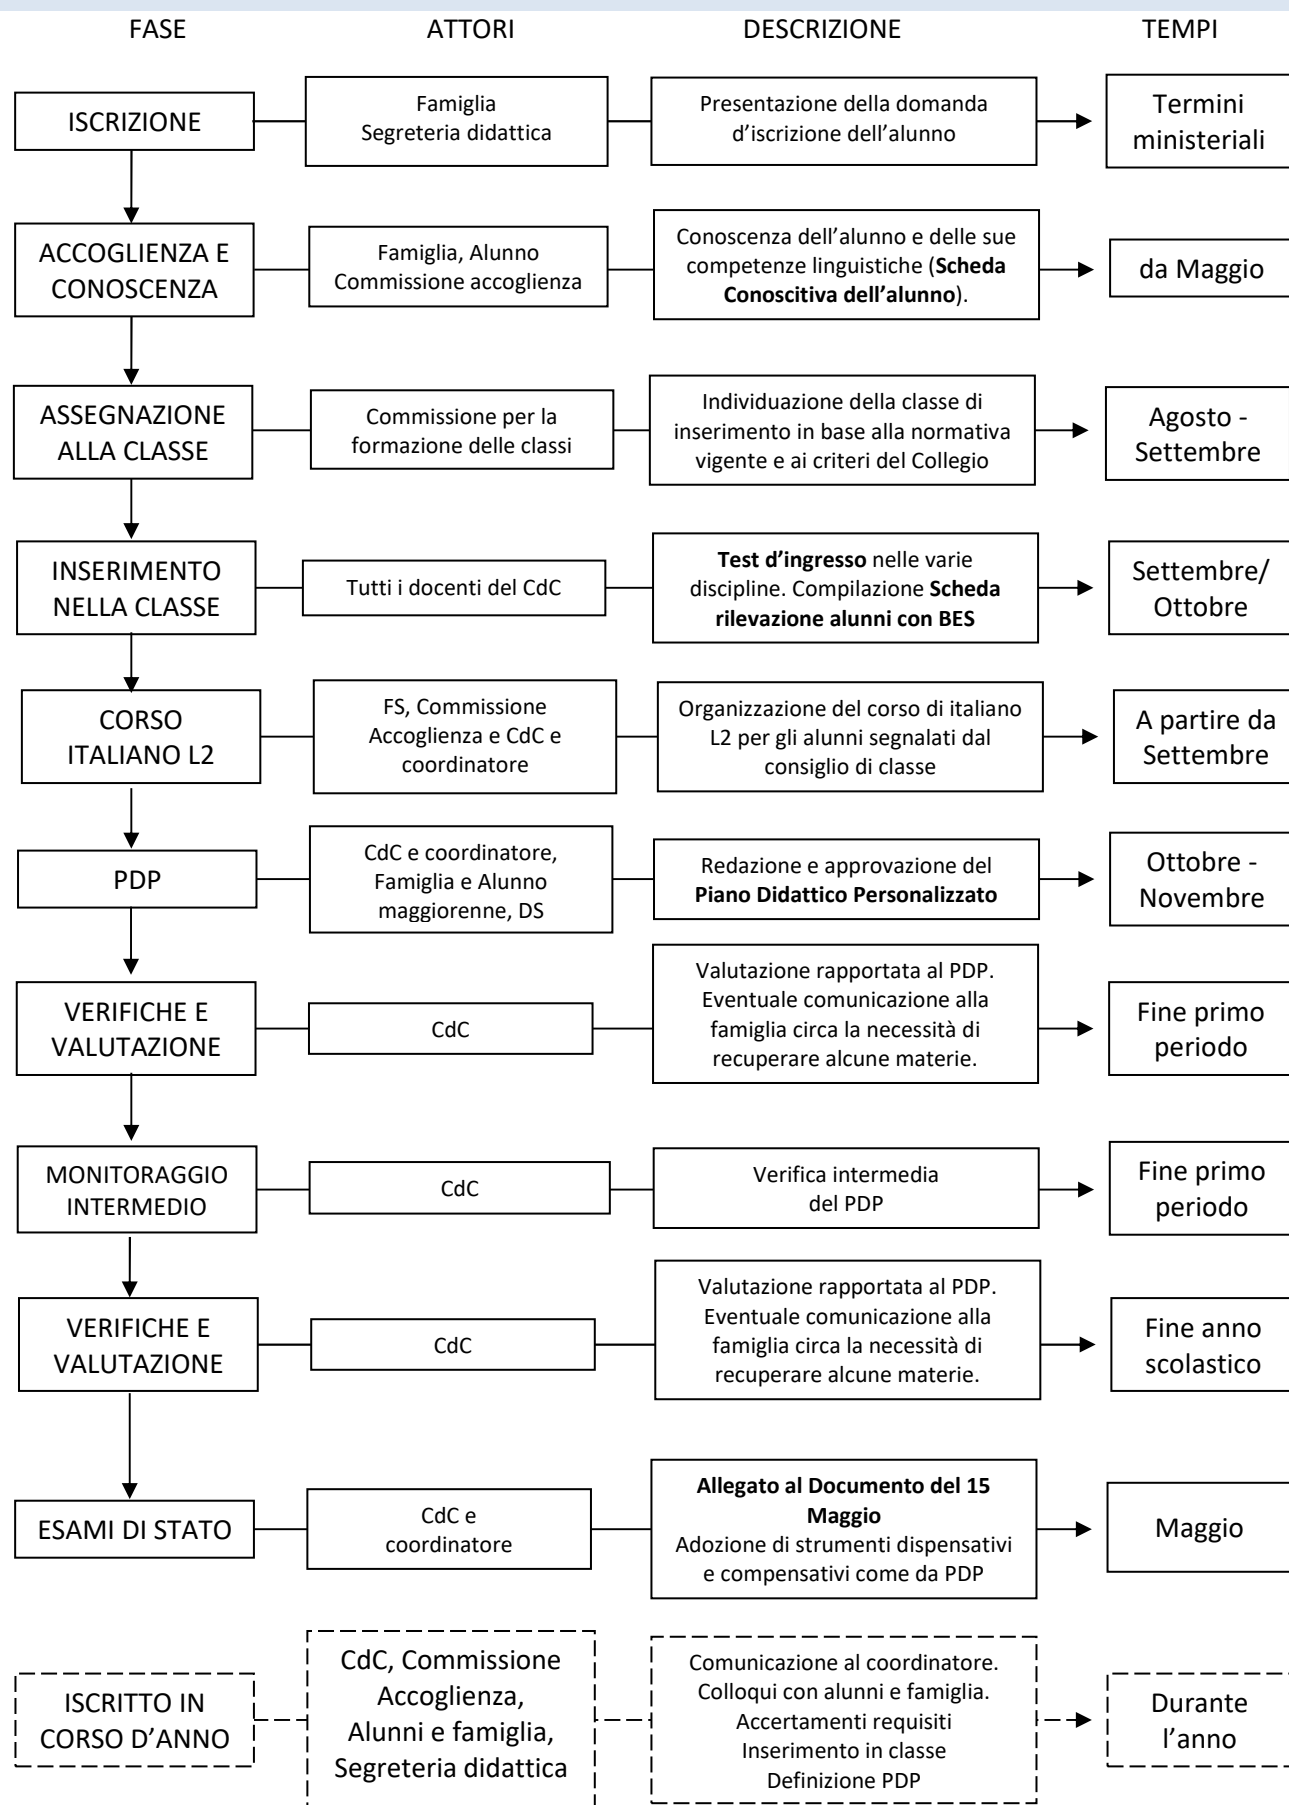 FASE
ATTORI
DESCRIZIONE
TEMPI
ISCRIZIONE
Famiglia
Segreteria didattica
Presentazione della domanda
d’iscrizione dell’alunno
Termini
ministeriali
ACCOGLIENZA E
CONOSCENZA
Famiglia, Alunno
Commissione accoglienza
Conoscenza dell’alunno e delle sue
competenze linguistiche (Scheda
Conoscitiva dell’alunno).
da Maggio
ASSEGNAZIONE
ALLA CLASSE
Commissione per la
formazione delle classi
Individuazione della classe di
inserimento in base alla normativa
vigente e ai criteri del Collegio
Agosto -
Settembre
INSERIMENTO
NELLA CLASSE
Tutti i docenti del CdC
Test d’ingresso nelle varie
discipline. Compilazione Scheda
rilevazione alunni con BES
Settembre/
Ottobre
CORSO
ITALIANO L2
FS, Commissione
Accoglienza e CdC e
coordinatore
Organizzazione del corso di italiano
L2 per gli alunni segnalati dal
consiglio di classe
A partire da
Settembre
PDP
CdC e coordinatore,
Famiglia e Alunno
maggiorenne, DS
Redazione e approvazione del
Piano Didattico Personalizzato
Ottobre -
Novembre
VERIFICHE E
VALUTAZIONE
CdC
Valutazione rapportata al PDP.
Eventuale comunicazione alla
famiglia circa la necessità di
recuperare alcune materie.
Fine primo
periodo
MONITORAGGIO
INTERMEDIO
CdC
Verifica intermedia
del PDP
Fine primo
periodo
VERIFICHE E
VALUTAZIONE
CdC
Valutazione rapportata al PDP.
Eventuale comunicazione alla
famiglia circa la necessità di
recuperare alcune materie.
Fine anno
scolastico
ESAMI DI STATO
CdC e
coordinatore
Allegato al Documento del 15
Maggio
Adozione di strumenti dispensativi
e compensativi come da PDP
Maggio
ISCRITTO IN
CORSO D’ANNO
CdC, Commissione
Accoglienza,
Alunni e famiglia,
Segreteria didattica
Comunicazione al coordinatore.
Colloqui con alunni e famiglia.
Accertamenti requisiti
Inserimento in classe
Definizione PDP
Durante
l’anno